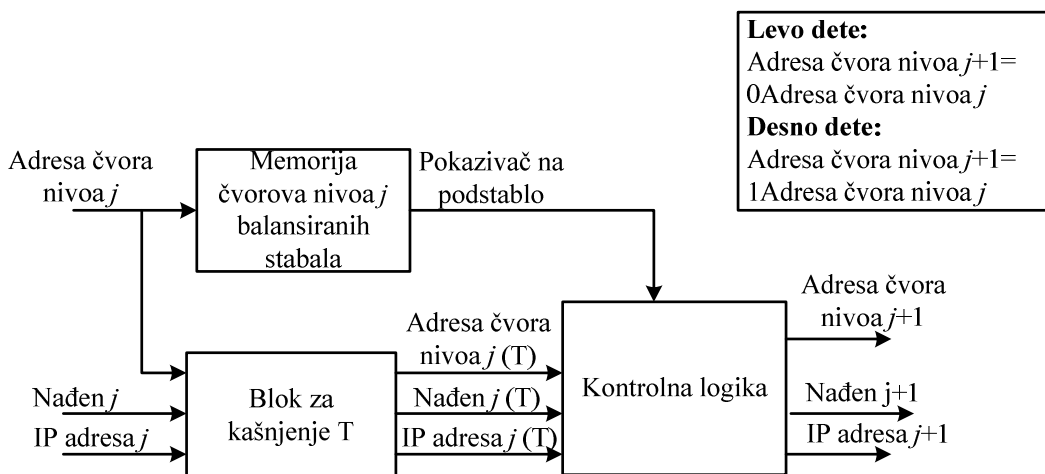 Levo dete:
Adresa čvora nivoa j+1=
0Adresa čvora nivoa j
Desno dete:
Adresa čvora nivoa j+1=
1Adresa čvora nivoa j
Adresa čvora
nivoa j
Memorija
čvorova nivoa j
balansiranih
stabala
Pokazivač na
podstablo
Adresa čvora
nivoa j (T)
Adresa čvora
nivoa j+1
Nađen j
IP adresa j
Blok za
kašnjenje T
Nađen j (T)
IP adresa j (T)
Kontrolna logika
Nađen j+1
IP adresa j+1